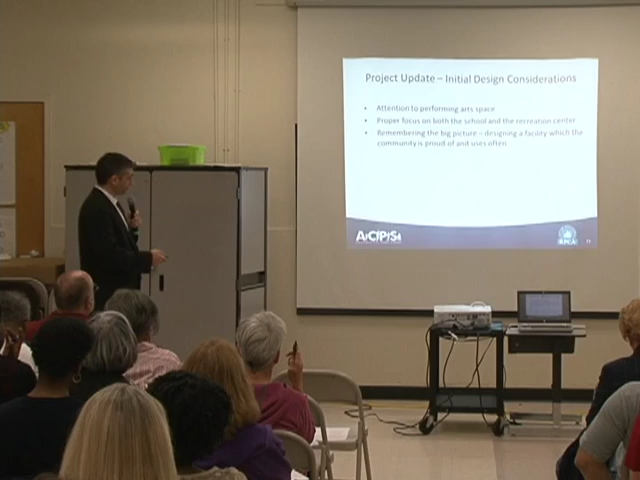 Project Update – Initial Design Considerations
• Attention to performing arts space
• Proper focus on both the school and the recreation center
• Remembering the big picture – designing a facility which the
community is proud of and uses often
ACPS
RPCA